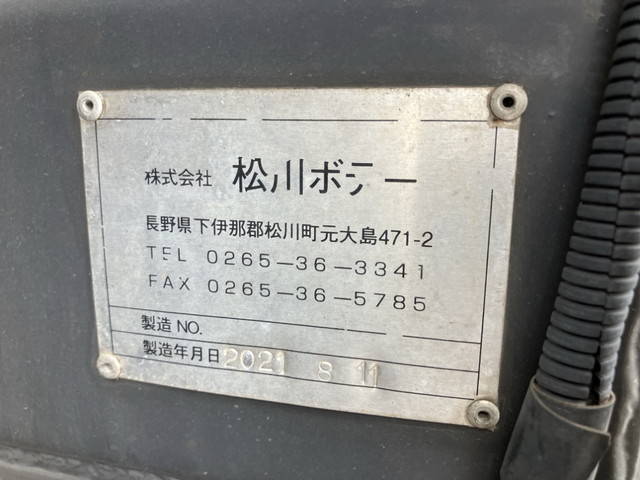 株式会社 松川ボデー
長野県下伊那郡松川町元大島471-2
TEL 0265-36-3341
FAX 0265-36-5785
製造NO.
製造年月日 2021 8 11